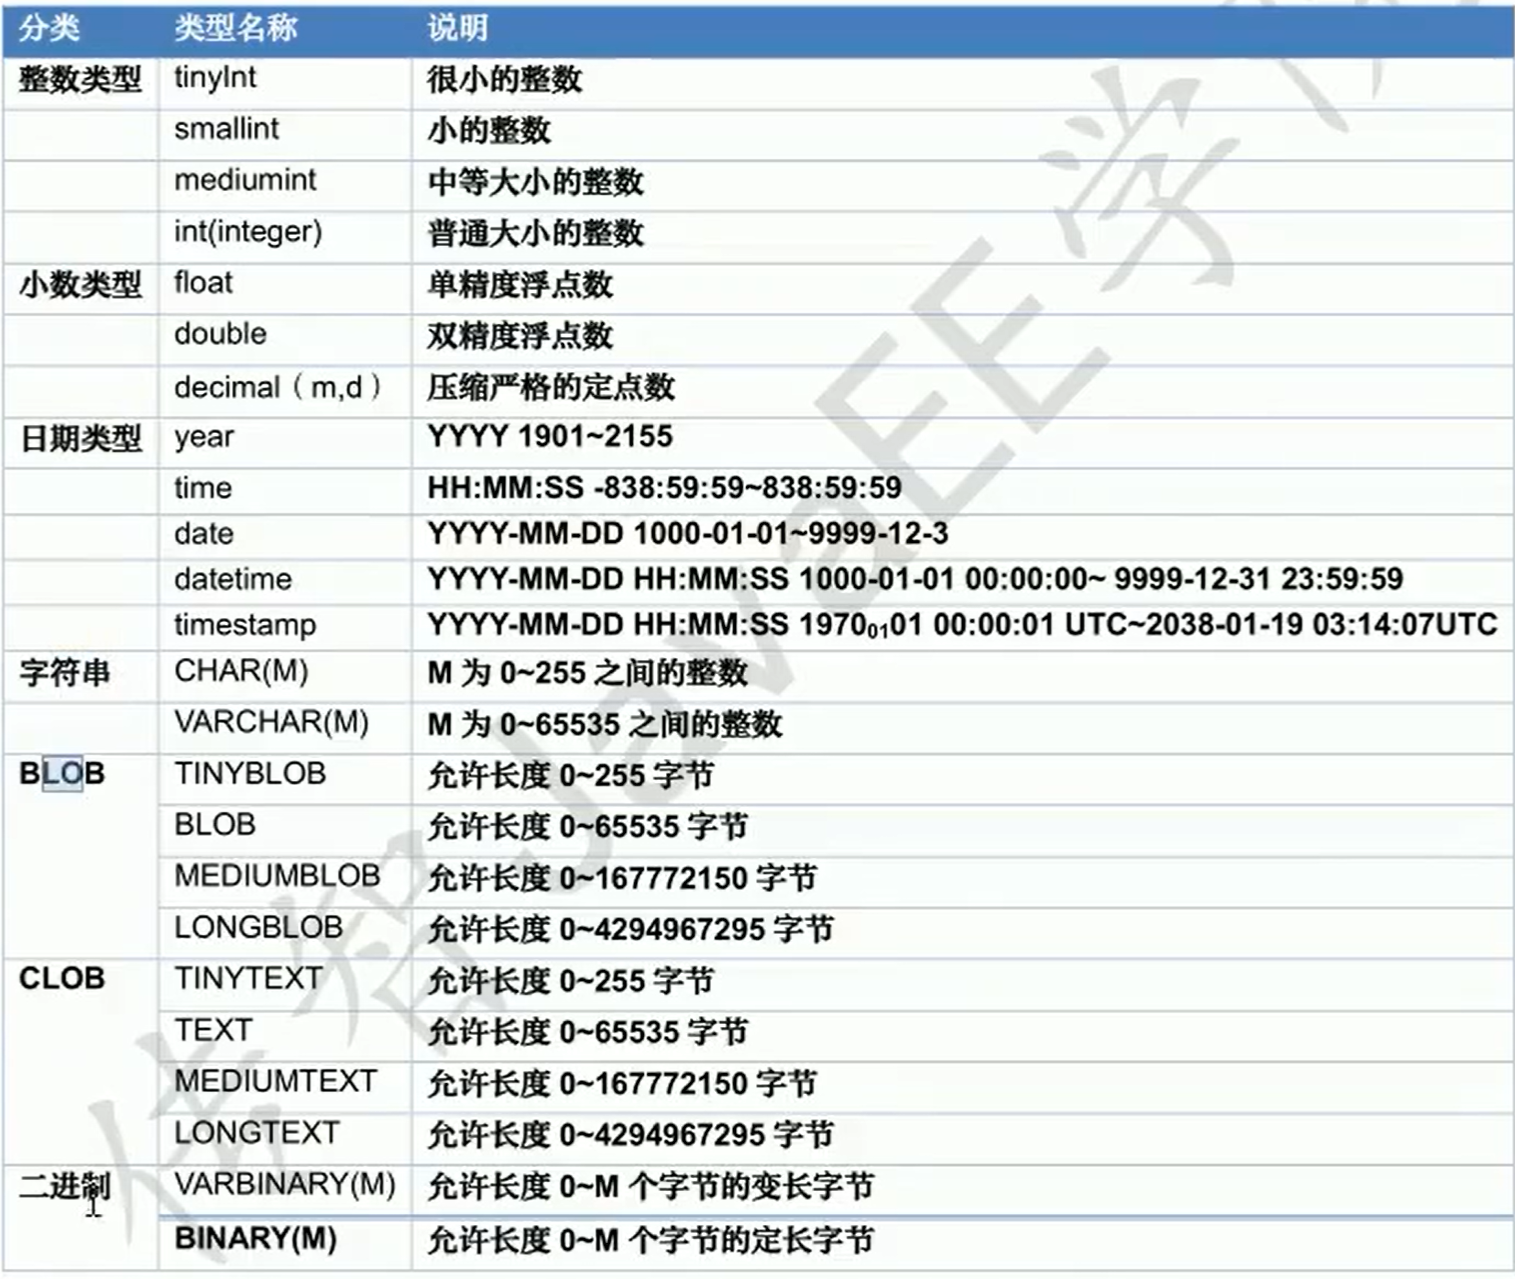 分类 类型名称 说明
整数类型 tinyInt 很小的整数
smallint 小的整数
mediumint 中等大小的整数
int(integer) 普通大小的整数
小数类型 float 单精度浮点数
double 双精度浮点数
decimal（m,d） 压缩严格的定点数
日期类型 year YYYY 1901~2155
time HH:MM:SS -838:59:59~838:59:59
date YYYY-MM-DD 1000-01-01~9999-12-3
datetime YYYY-MM-DD HH:MM:SS 1000-01-01 00:00:00~ 9999-12-31 23:59:59
timestamp YYYY-MM-DD HH:MM:SS 19700101 00:00:01 UTC~2038-01-19 03:14:07UTC
字符串 CHAR(M) M 为 0~255 之间的整数
VARCHAR(M) M 为 0~65535 之间的整数
BLOB TINYBLOB 允许长度 0~255 字节
BLOB 允许长度 0~65535 字节
MEDIUMBLOB 允许长度 0~167772150 字节
LONGBLOB 允许长度 0~4294967295 字节
CLOB TINYTEXT 允许长度 0~255 字节
TEXT 允许长度 0~65535 字节
MEDIUMTEXT 允许长度 0~167772150 字节
LONGTEXT 允许长度 0~4294967295 字节
二进制 VARBINARY(M) 允许长度 0~M 个字节的变长字节
BINARY(M) 允许长度 0~M 个字节的定长字节
传智JavaEE学